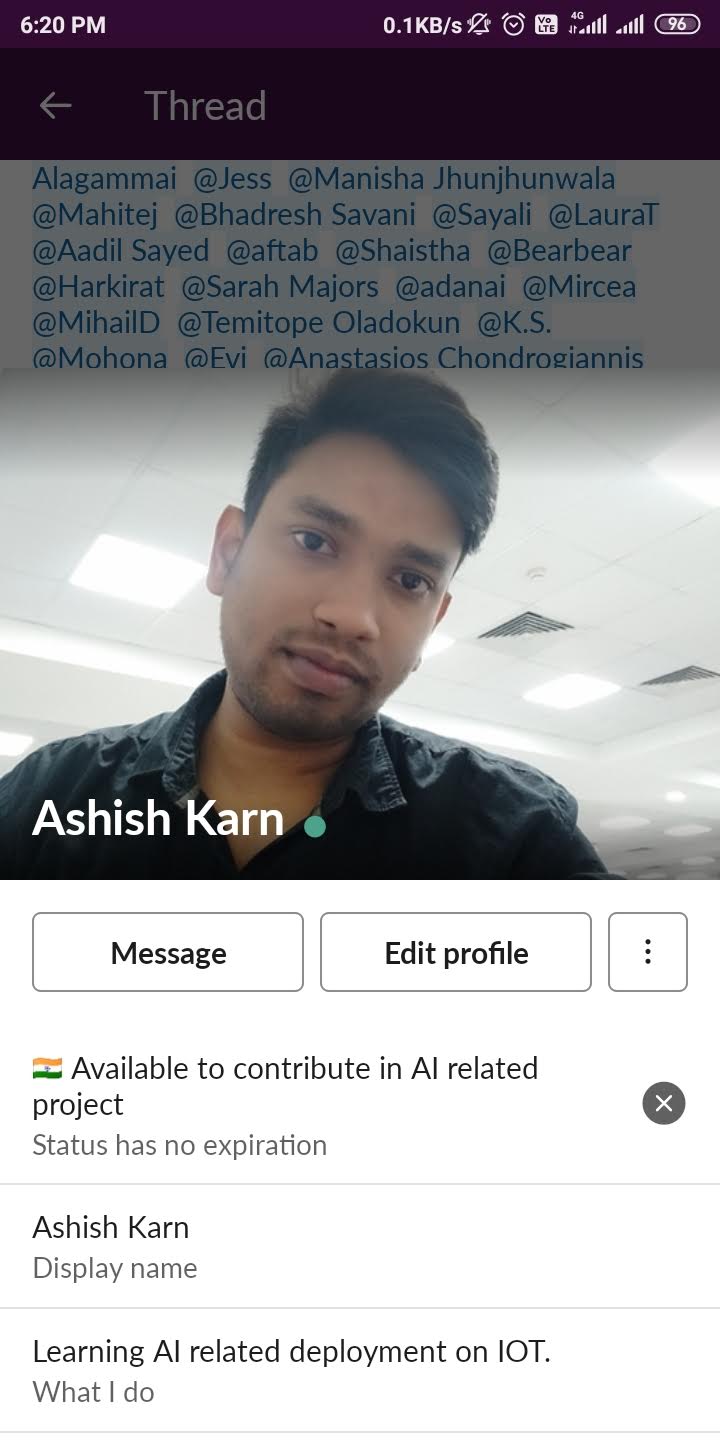 6:20 PM 0.1KB/s Vo LTE 4G 96
Thread
Alagammai @Jess @Manisha Jhunjhunwala
@Mahitej @Bhadresh Savani @Sayali @LauraT
@Aadil Sayed @aftab @Shaistha @Bearbear
@Harkirat @Sarah Majors @adanai @Mircea
@MihailD @Temitope Oladokun @K.S.
@Mohona @Evi @Anastasios Chondrogiannis
Ashish Karn
Message Edit profile
Available to contribute in AI related
project
Status has no expiration
Ashish Karn
Display name
Learning AI related deployment on IOT.
What I do